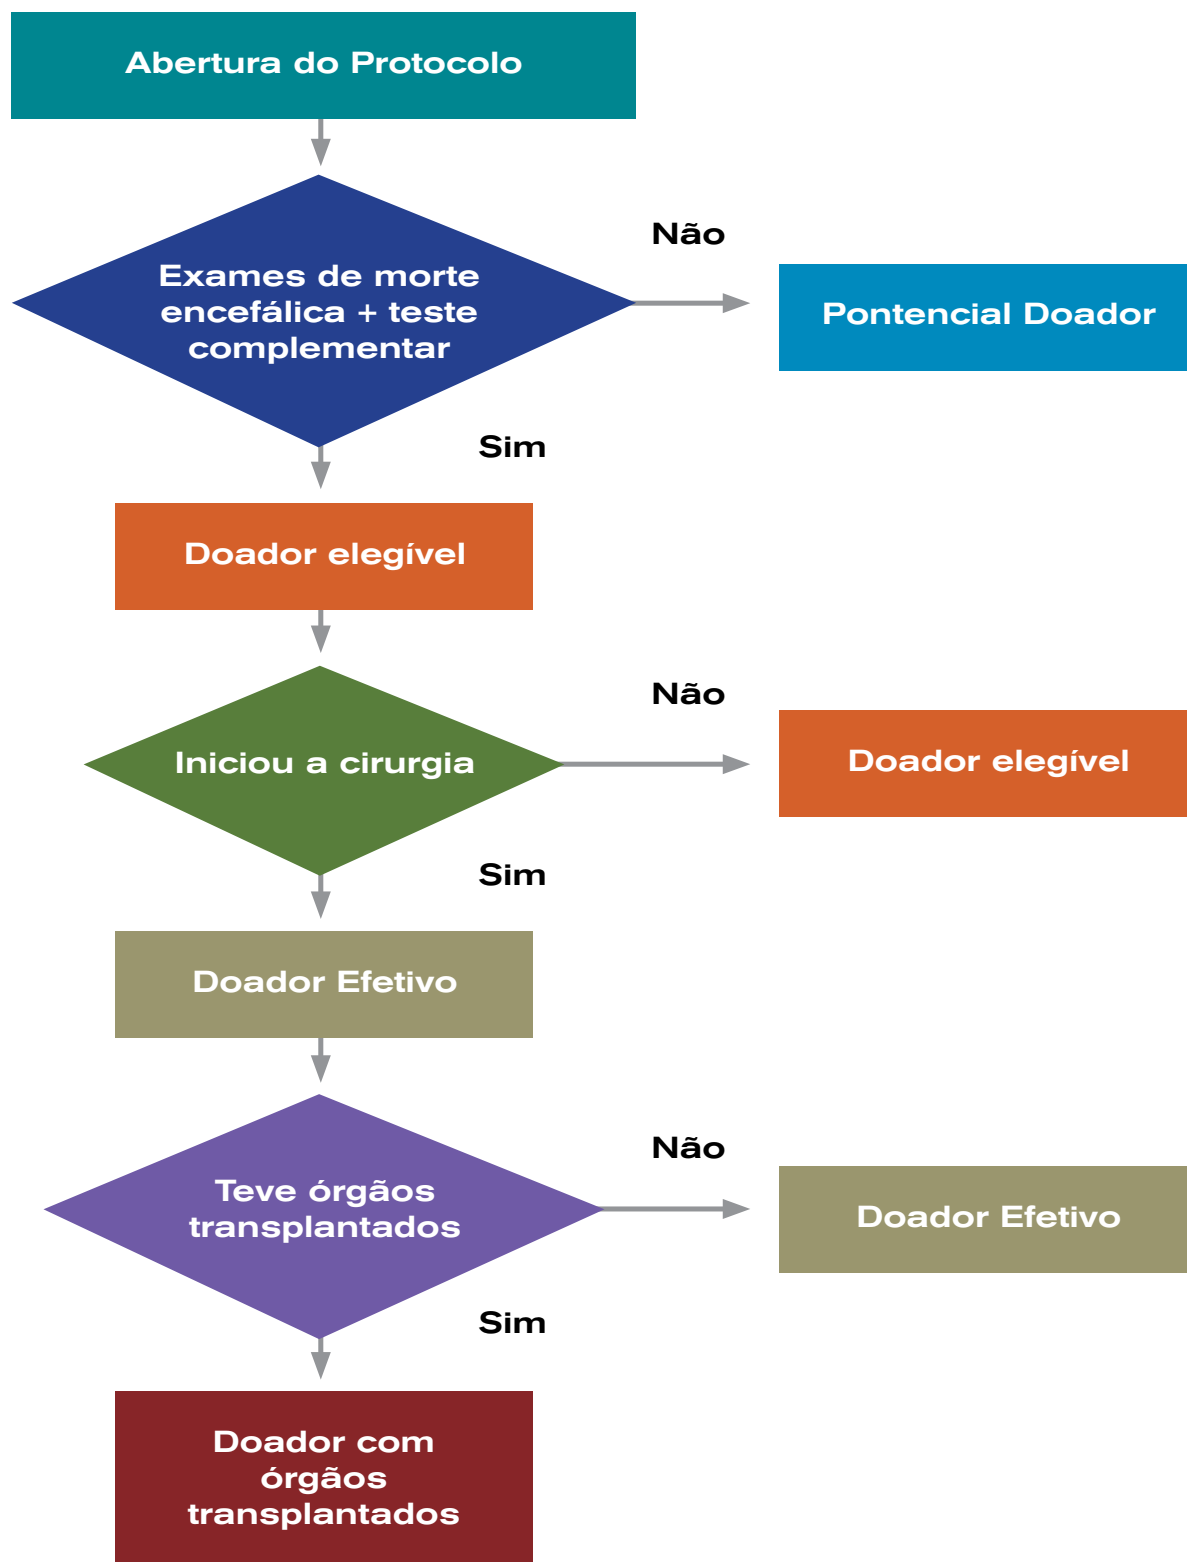 Abertura do Protocolo
Não
Exames de morte
encefálica + teste
complementar
Pontencial Doador
Sim
Doador elegível
Não
Iniciou a cirurgia
Doador elegível
Sim
Doador Efetivo
Não
Teve órgãos
transplantados
Doador Efetivo
Sim
Doador com
órgãos
transplantados